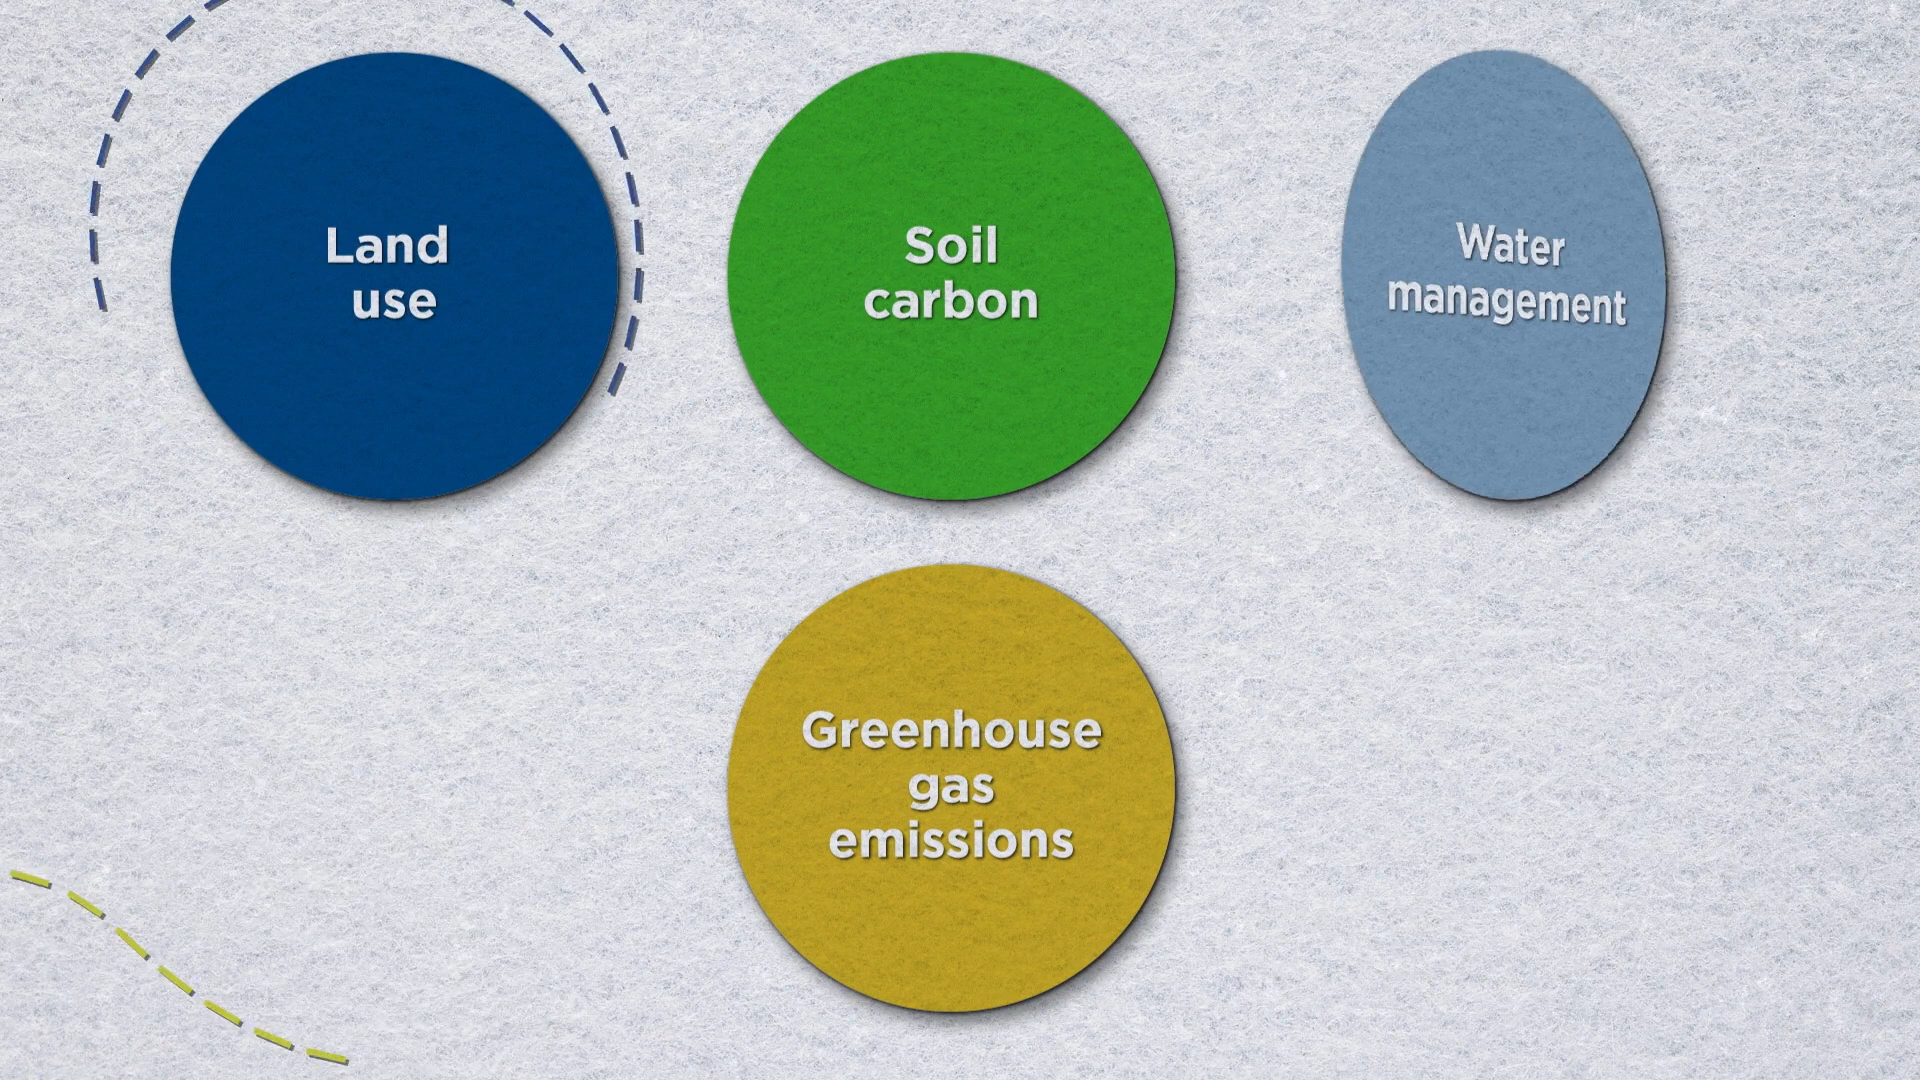 Land
use
Soil
carbon
Water
management
Greenhouse
gas
emissions